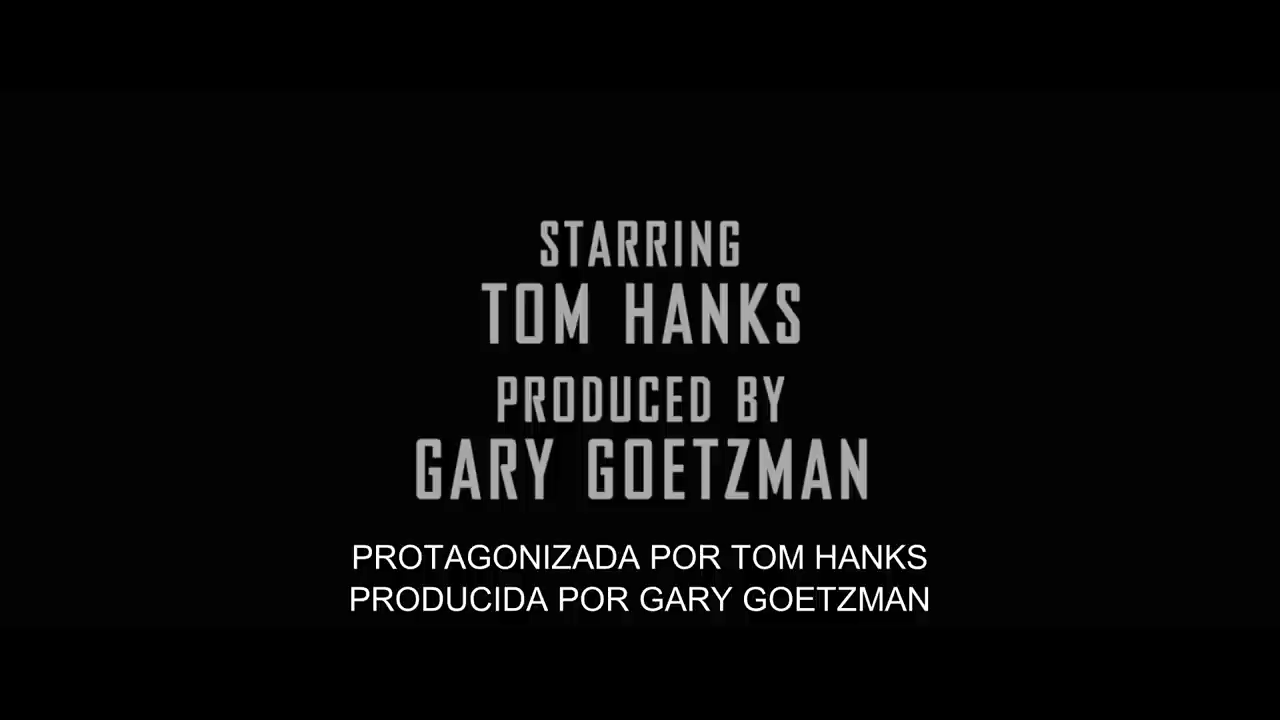 STARRING
TOM HANKS
PRODUCED BY
GARY GOETZMAN
PROTAGONIZADA POR TOM HANKS
PRODUCIDA POR GARY GOETZMAN